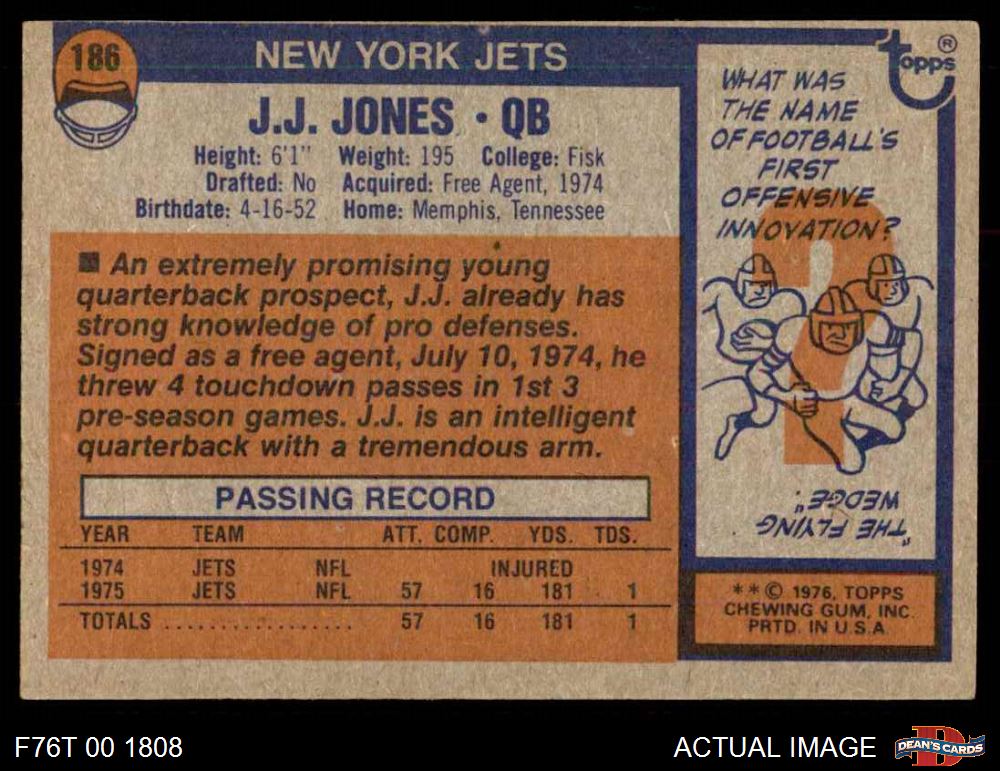 186
NEW YORK JETS
J.J. JONES • QB
Height: 6'1" Weight: 195 College: Fisk
Drafted: No Acquired: Free Agent, 1974
Birthdate: 4-16-52 Home: Memphis, Tennessee
■ An extremely promising young
quarterback prospect, J.J. already has
strong knowledge of pro defenses.
Signed as a free agent, July 10, 1974, he
threw 4 touchdown passes in 1st 3
pre-season games. J.J. is an intelligent
quarterback with a tremendous arm.
PASSING RECORD
YEAR TEAM ATT. COMP. YDS. TDS.
1974 JETS NFL INJURED
1975 JETS NFL 57 16 181 1
TOTALS .................. 57 16 181 1
topps ®
WHAT WAS
THE NAME
OF FOOTBALL'S
FIRST
OFFENSIVE
INNOVATION?
?
"THE FLYING
WEDGE".
**© 1976, TOPPS
CHEWING GUM, INC.
PRTD. IN U.S.A
F76T 00 1808
ACTUAL IMAGE
D
DEAN'S CARDS